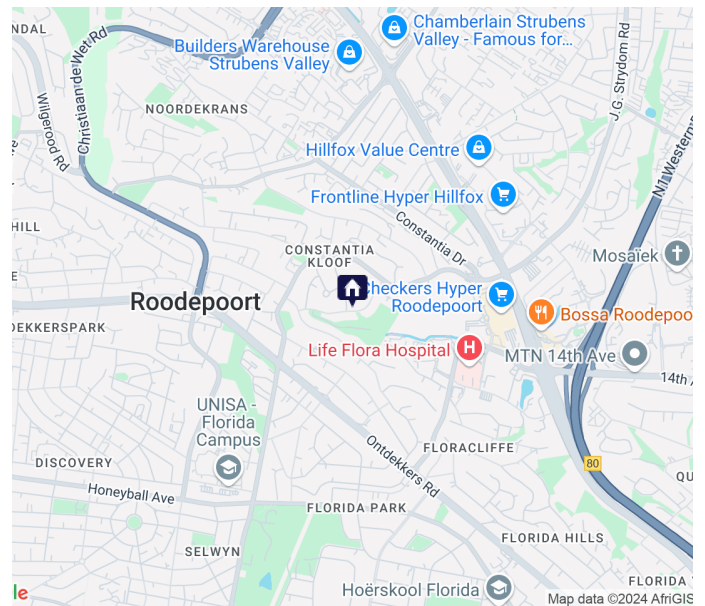 NDAL
Christiaan de Wet Rd
Wilgerood Rd
Builders Warehouse
Strubens Valley
Chamberlain Strubens
Valley - Famous for...
J.G. Strydom Rd
NOORDEKRANS
Hillfox Value Centre
Frontline Hyper Hillfox
N1 Western
HILL
CONSTANTIA
KLOOF
Constantia Dr
Mosaïek
E
Roodepoort
Checkers Hyper
Roodepoort
Bossa Roodepoo
DEKKERSPARK
Life Flora Hospital
H
MTN 14th Ave
14th A
UNISA -
Florida
Campus
Ontdekkers Rd
FLORACLIFFE
DISCOVERY
80
QU
Honeyball Ave
FLORIDA PARK
SELWYN
FLORIDA HILLS
FLORIDA
Hoërskool Florida
le
Map data ©2024 AfriGIS